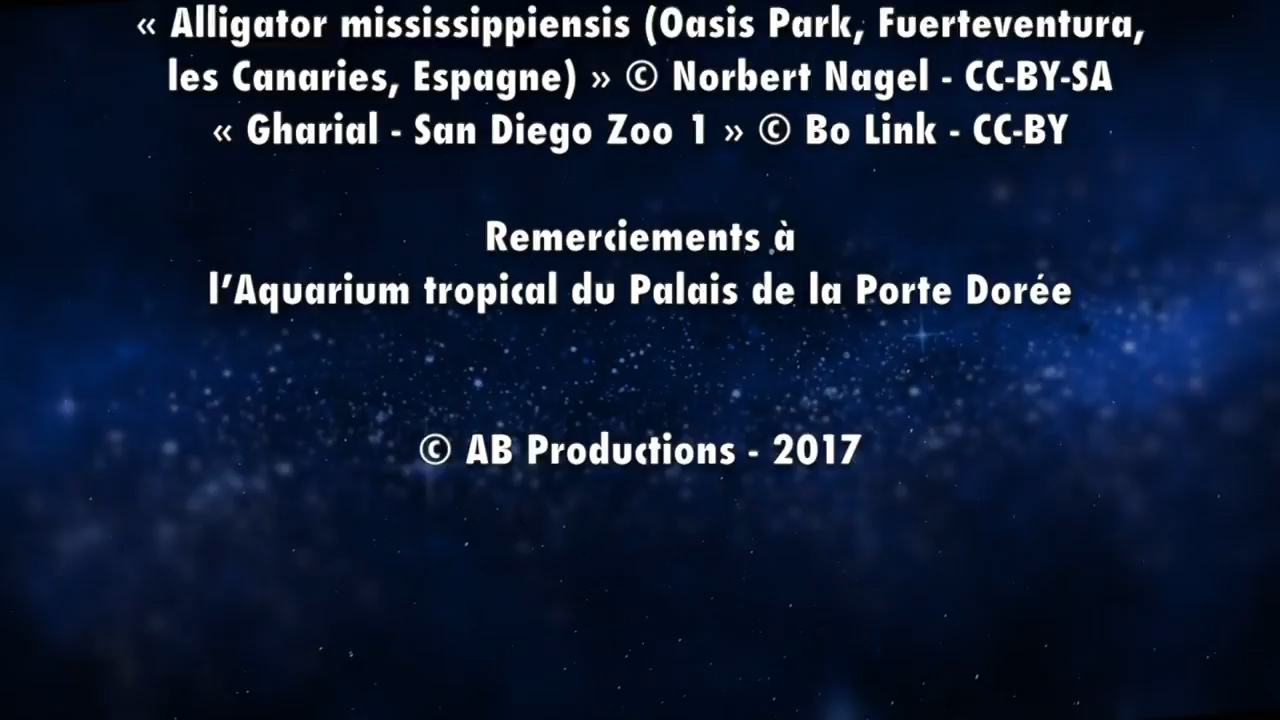 « Alligator mississippiensis (Oasis Park, Fuerteventura,
les Canaries, Espagne) » © Norbert Nagel - CC-BY-SA
« Gharial - San Diego Zoo 1 » © Bo Link - CC-BY
Remerciements à
l’Aquarium tropical du Palais de la Porte Dorée
© AB Productions - 2017